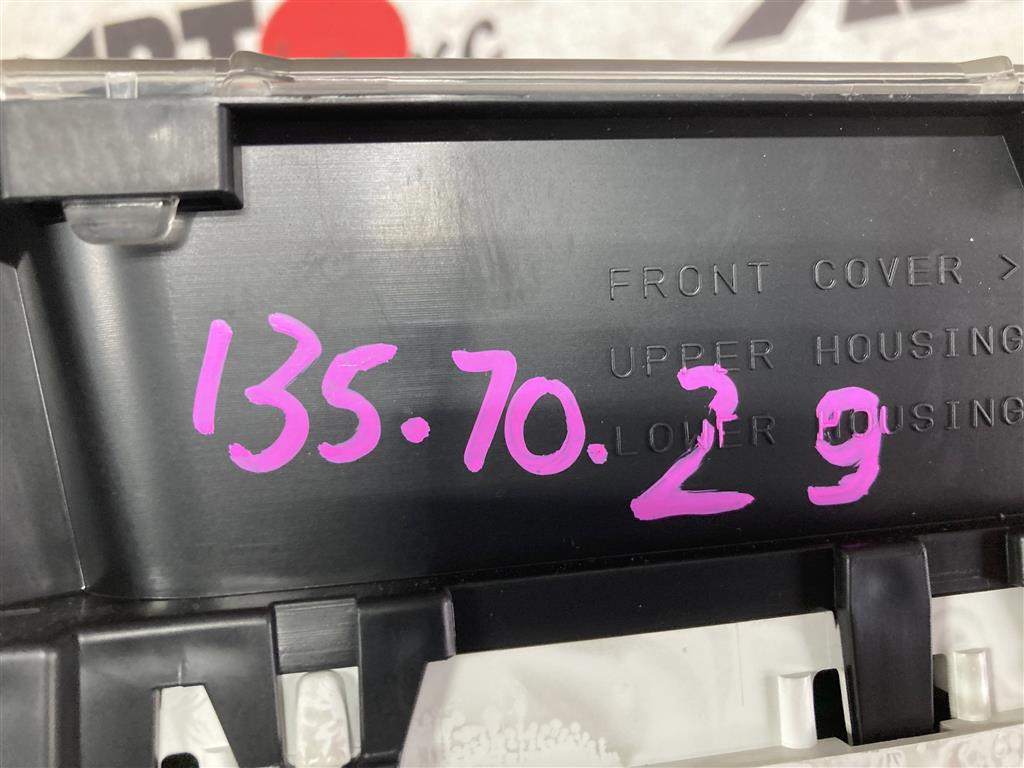 FRONT COVER >
UPPER HOUSING
LOWER HOUSING
135.70.29